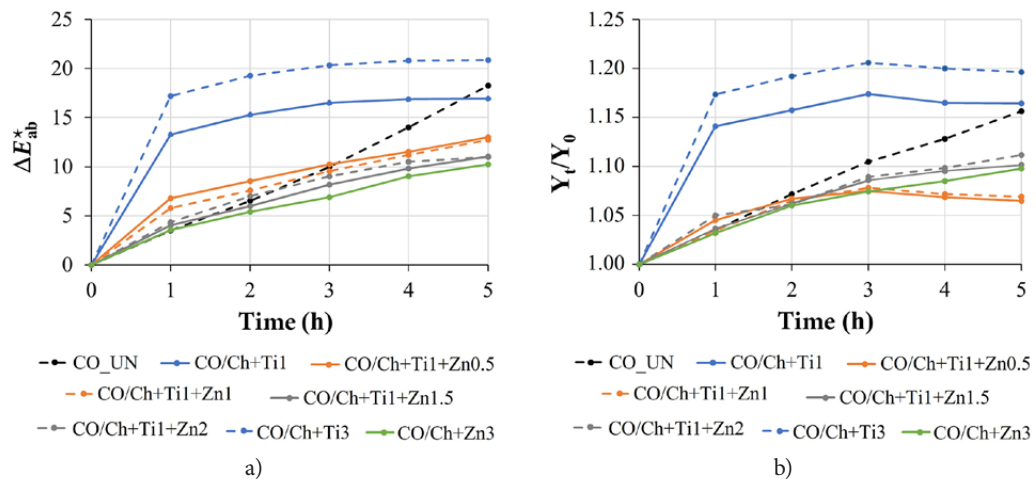 25
20
15
10
5
0
ΔE*ab
0 1 2 3 4 5
Time (h)
CO_UN CO/Ch+Ti1 CO/Ch+Ti1+Zn0.5
CO/Ch+Ti1+Zn1 CO/Ch+Ti1+Zn1.5
CO/Ch+Ti1+Zn2 CO/Ch+Ti3 CO/Ch+Zn3
a)
1.25
1.20
1.15
1.10
1.05
1.00
Yt/Y0
0 1 2 3 4 5
Time (h)
CO_UN CO/Ch+Ti1 CO/Ch+Ti1+Zn0.5
CO/Ch+Ti1+Zn1 CO/Ch+Ti1+Zn1.5
CO/Ch+Ti1+Zn2 CO/Ch+Ti3 CO/Ch+Zn3
b)